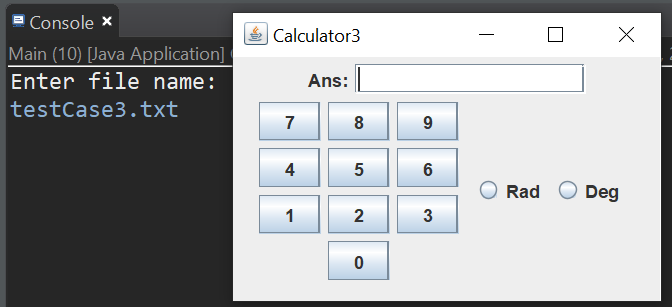 Console
Main (10) [Java Application]
Enter file name:
testCase3.txt
Calculator3
Ans:
7 8 9
4 5 6
1 2 3
0
Rad Deg